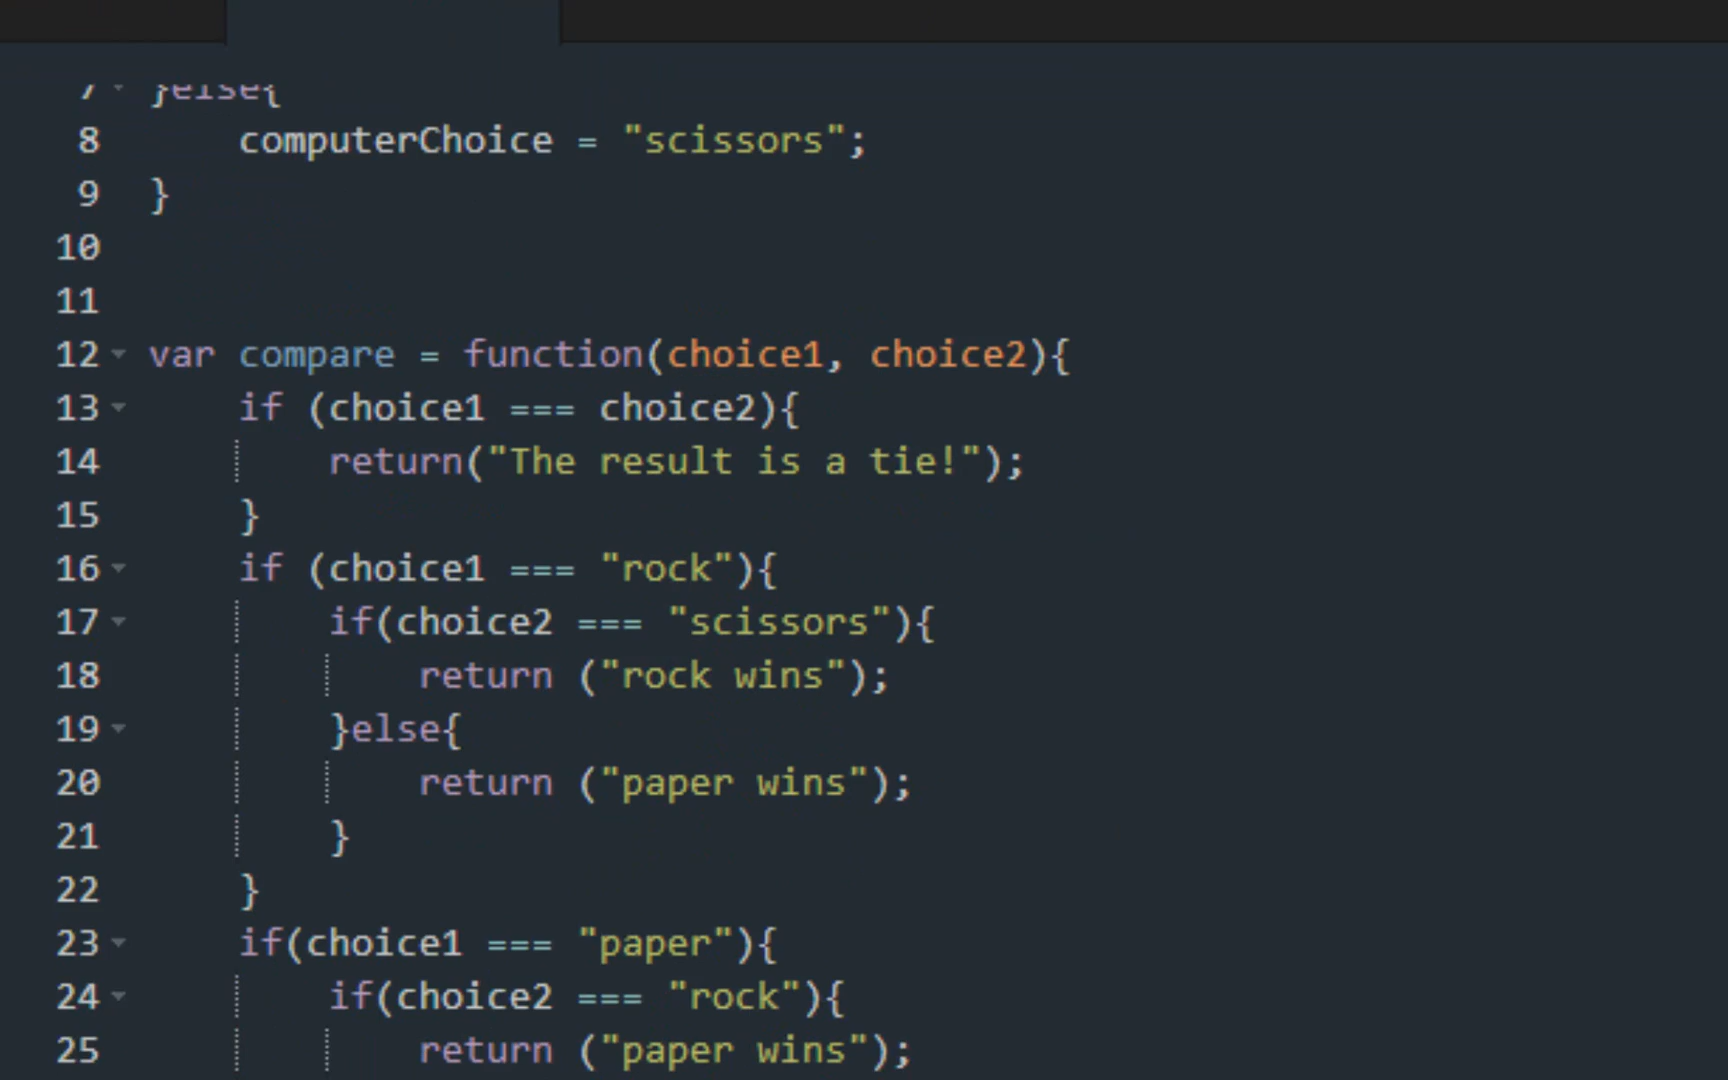 7 }else{
8 computerChoice = "scissors";
9 }
10
11
12 var compare = function(choice1, choice2){
13 if (choice1 === choice2){
14 return("The result is a tie!");
15 }
16 if (choice1 === "rock"){
17 if(choice2 === "scissors"){
18 return ("rock wins");
19 }else{
20 return ("paper wins");
21 }
22 }
23 if(choice1 === "paper"){
24 if(choice2 === "rock"){
25 return ("paper wins");